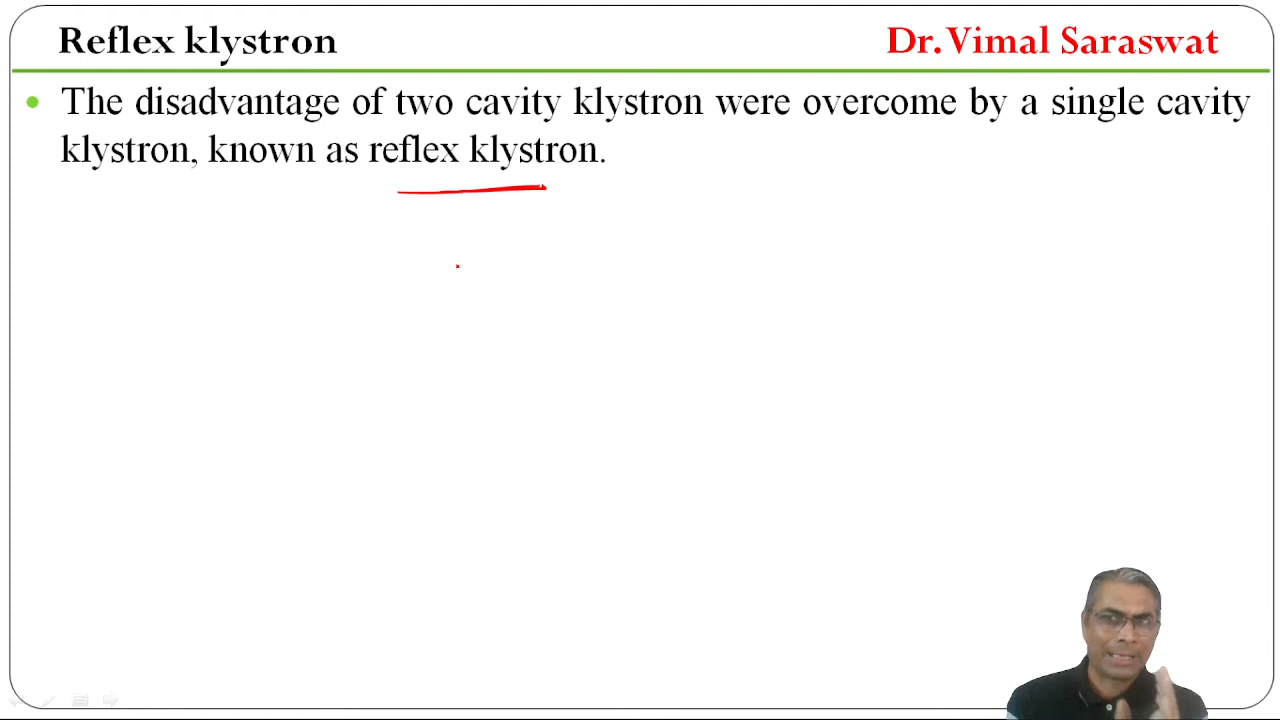 Reflex klystron
Dr. Vimal Saraswat
The disadvantage of two cavity klystron were overcome by a single cavity
klystron, known as reflex klystron.